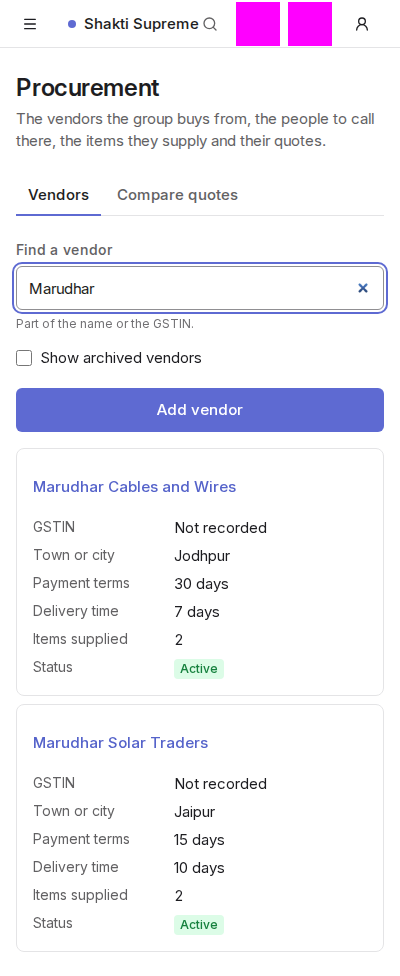 Shakti Supreme
Procurement
The vendors the group buys from, the people to call
there, the items they supply and their quotes.
Vendors Compare quotes
Find a vendor
Marudhar
Part of the name or the GSTIN.
Show archived vendors
Add vendor
Marudhar Cables and Wires
GSTIN Not recorded
Town or city Jodhpur
Payment terms 30 days
Delivery time 7 days
Items supplied 2
Status Active
Marudhar Solar Traders
GSTIN Not recorded
Town or city Jaipur
Payment terms 15 days
Delivery time 10 days
Items supplied 2
Status Active